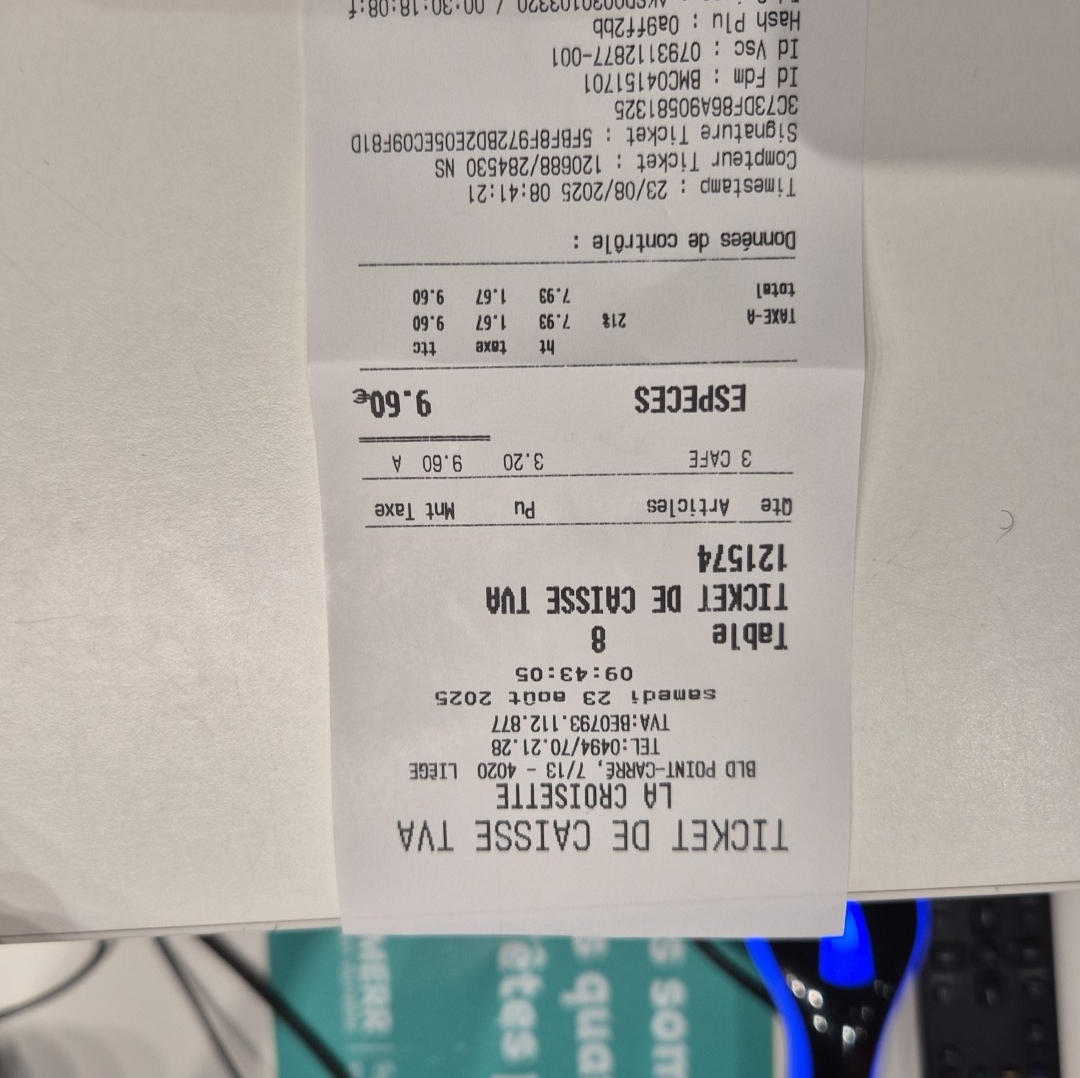 TICKET DE CAISSE TVA
LA CROISETTE
BLD POINT-CARRÉ, 7/13 - 4020 LIÈGE
TEL:0494/70.21.28
TVA:BE0793.112.877
samedi 23 août 2025
09:43:05
Table 8
TICKET DE CAISSE TVA
121574
Qte Articles Pu Mnt Taxe
3 CAFE 3.20 9.60 A
ESPECES 9.60€
ht taxe ttc
TAXE-A 21% 7.93 1.67 9.60
total 7.93 1.67 9.60
Données de contrôle :
Timestamp : 23/08/2025 08:41:21
Compteur Ticket : 120688/284530 NS
Signature Ticket : 5FBF8F972BD2E05EC09F81D
3C73DF86A90581325
Id Fdm : BMC04151701
Id Vsc : 0793112877-001
Hash Plu : 0a9ff2bb